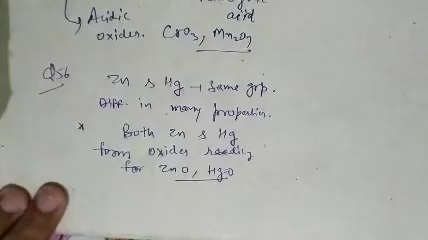 Acidic acid
oxides. CrO3, Mn2O7
Q56
Zn & Hg → same grp.
Diff. in many properties.
* Both Zn & Hg
form oxides readily
for ZnO, HgO